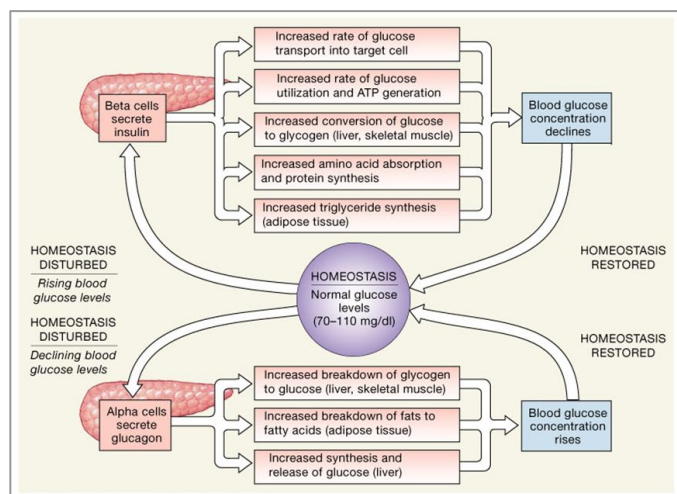 Increased rate of glucose
transport into target cell
Increased rate of glucose
utilization and ATP generation
Beta cells
secrete
insulin
Increased conversion of glucose
to glycogen (liver, skeletal muscle)
Blood glucose
concentration
declines
Increased amino acid absorption
and protein synthesis
Increased triglyceride synthesis
(adipose tissue)
HOMEOSTASIS
DISTURBED
Rising blood
glucose levels
HOMEOSTASIS
Normal glucose
levels
(70–110 mg/dl)
HOMEOSTASIS
RESTORED
HOMEOSTASIS
DISTURBED
Declining blood
glucose levels
HOMEOSTASIS
RESTORED
Alpha cells
secrete
glucagon
Increased breakdown of glycogen
to glucose (liver, skeletal muscle)
Increased breakdown of fats to
fatty acids (adipose tissue)
Increased synthesis and
release of glucose (liver)
Blood glucose
concentration
rises